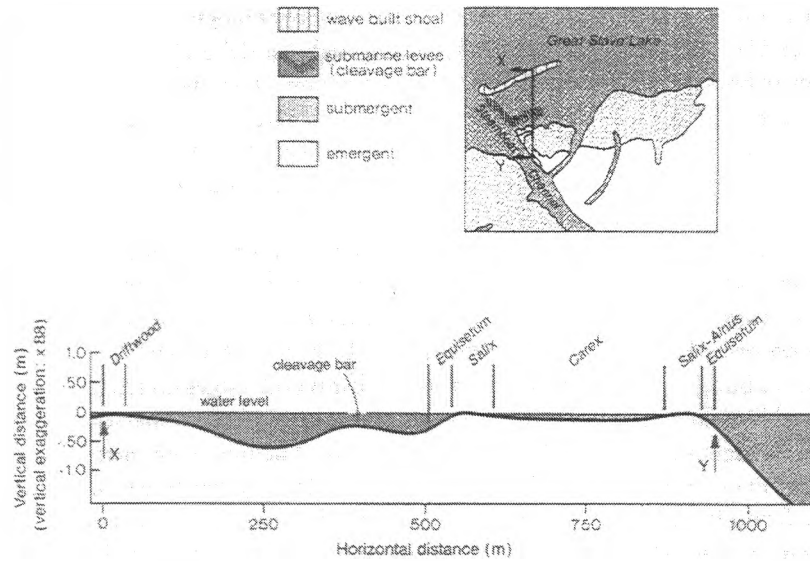 wave built shoal
submarine levee
(cleavage bar)
submergent
emergent
Great Slave Lake
X
Y
Channel
Vertical distance (m)
(vertical exaggeration: x 88)
1.0
.50
0
-.50
-1.0
Driftwood
cleavage bar
water level
Equisetum
Salix
Carex
Salix-Alnus
Equisetum
X
Y
0
250
500
750
1000
Horizontal distance (m)